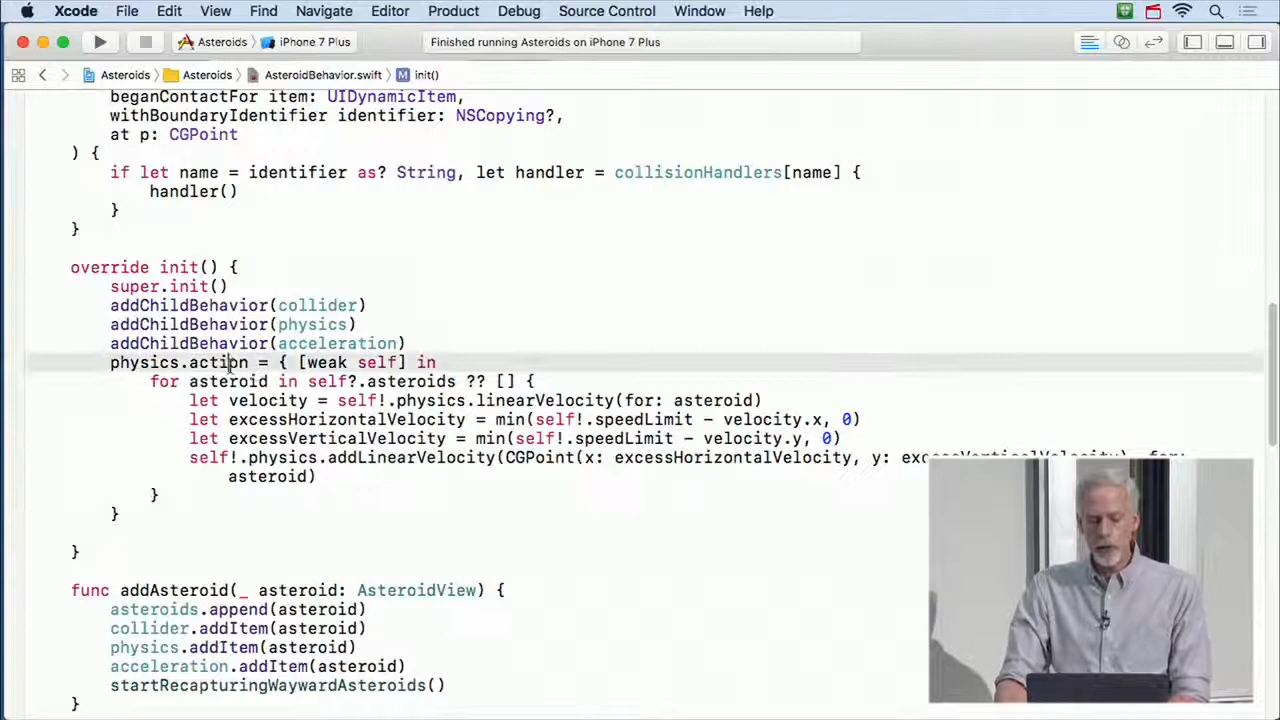 Xcode File Edit View Find Navigate Editor Product Debug Source Control Window Help
Asteroids iPhone 7 Plus Finished running Asteroids on iPhone 7 Plus
Asteroids Asteroids AsteroidBehavior.swift M init()
beganContactFor item: UIDynamicItem,
withBoundaryIdentifier identifier: NSCopying?,
at p: CGPoint
) {
if let name = identifier as? String, let handler = collisionHandlers[name] {
handler()
}
}
override init() {
super.init()
addChildBehavior(collider)
addChildBehavior(physics)
addChildBehavior(acceleration)
physics.action = { [weak self] in
for asteroid in self?.asteroids ?? [] {
let velocity = self!.physics.linearVelocity(for: asteroid)
let excessHorizontalVelocity = min(self!.speedLimit - velocity.x, 0)
let excessVerticalVelocity = min(self!.speedLimit - velocity.y, 0)
self!.physics.addLinearVelocity(CGPoint(x: excessHorizontalVelocity, y: excessVerticalVelocity), for:
asteroid)
}
}
}
func addAsteroid(_ asteroid: AsteroidView) {
asteroids.append(asteroid)
collider.addItem(asteroid)
physics.addItem(asteroid)
acceleration.addItem(asteroid)
startRecapturingWaywardAsteroids()
}